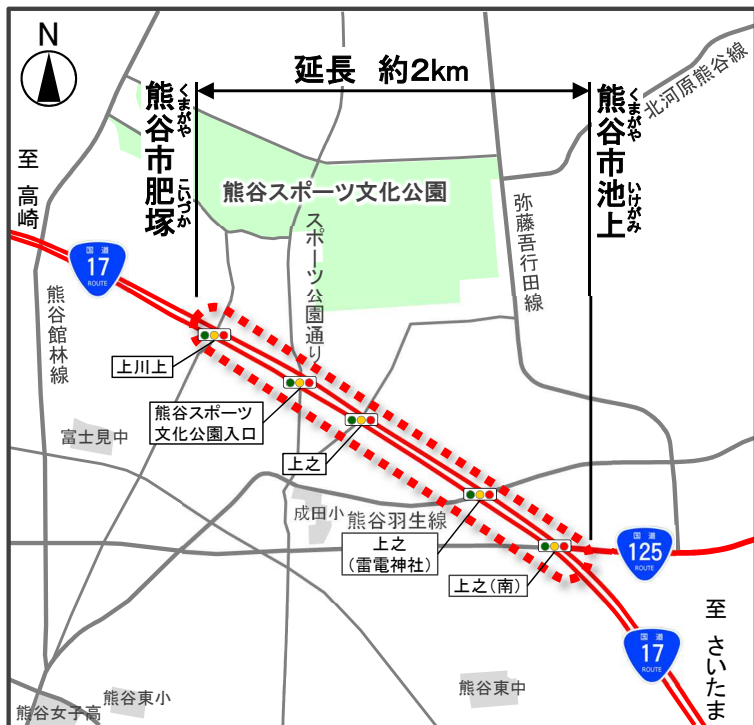 N
延長 約2km
熊谷市肥塚
くまがや
こいづか
熊谷市池上
くまがや
いけがみ
北河原熊谷線
至 高崎
熊谷スポーツ文化公園
スポーツ公園通り
弥藤吾行田線
国道
17
ROUTE
熊谷館林線
上川上
熊谷スポーツ
文化公園入口
富士見中
上之
成田小
熊谷羽生線
上之
(雷電神社)
上之(南)
国道
125
ROUTE
至 さいたま
国道
17
ROUTE
熊谷女子高
熊谷東小
熊谷東中